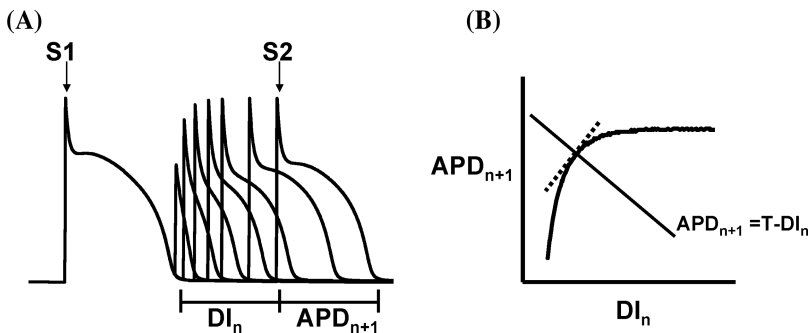 (A)
S1
S2
DIₙ
APDₙ₊₁
(B)
APDₙ₊₁
APDₙ₊₁ =T-DIₙ
DIₙ